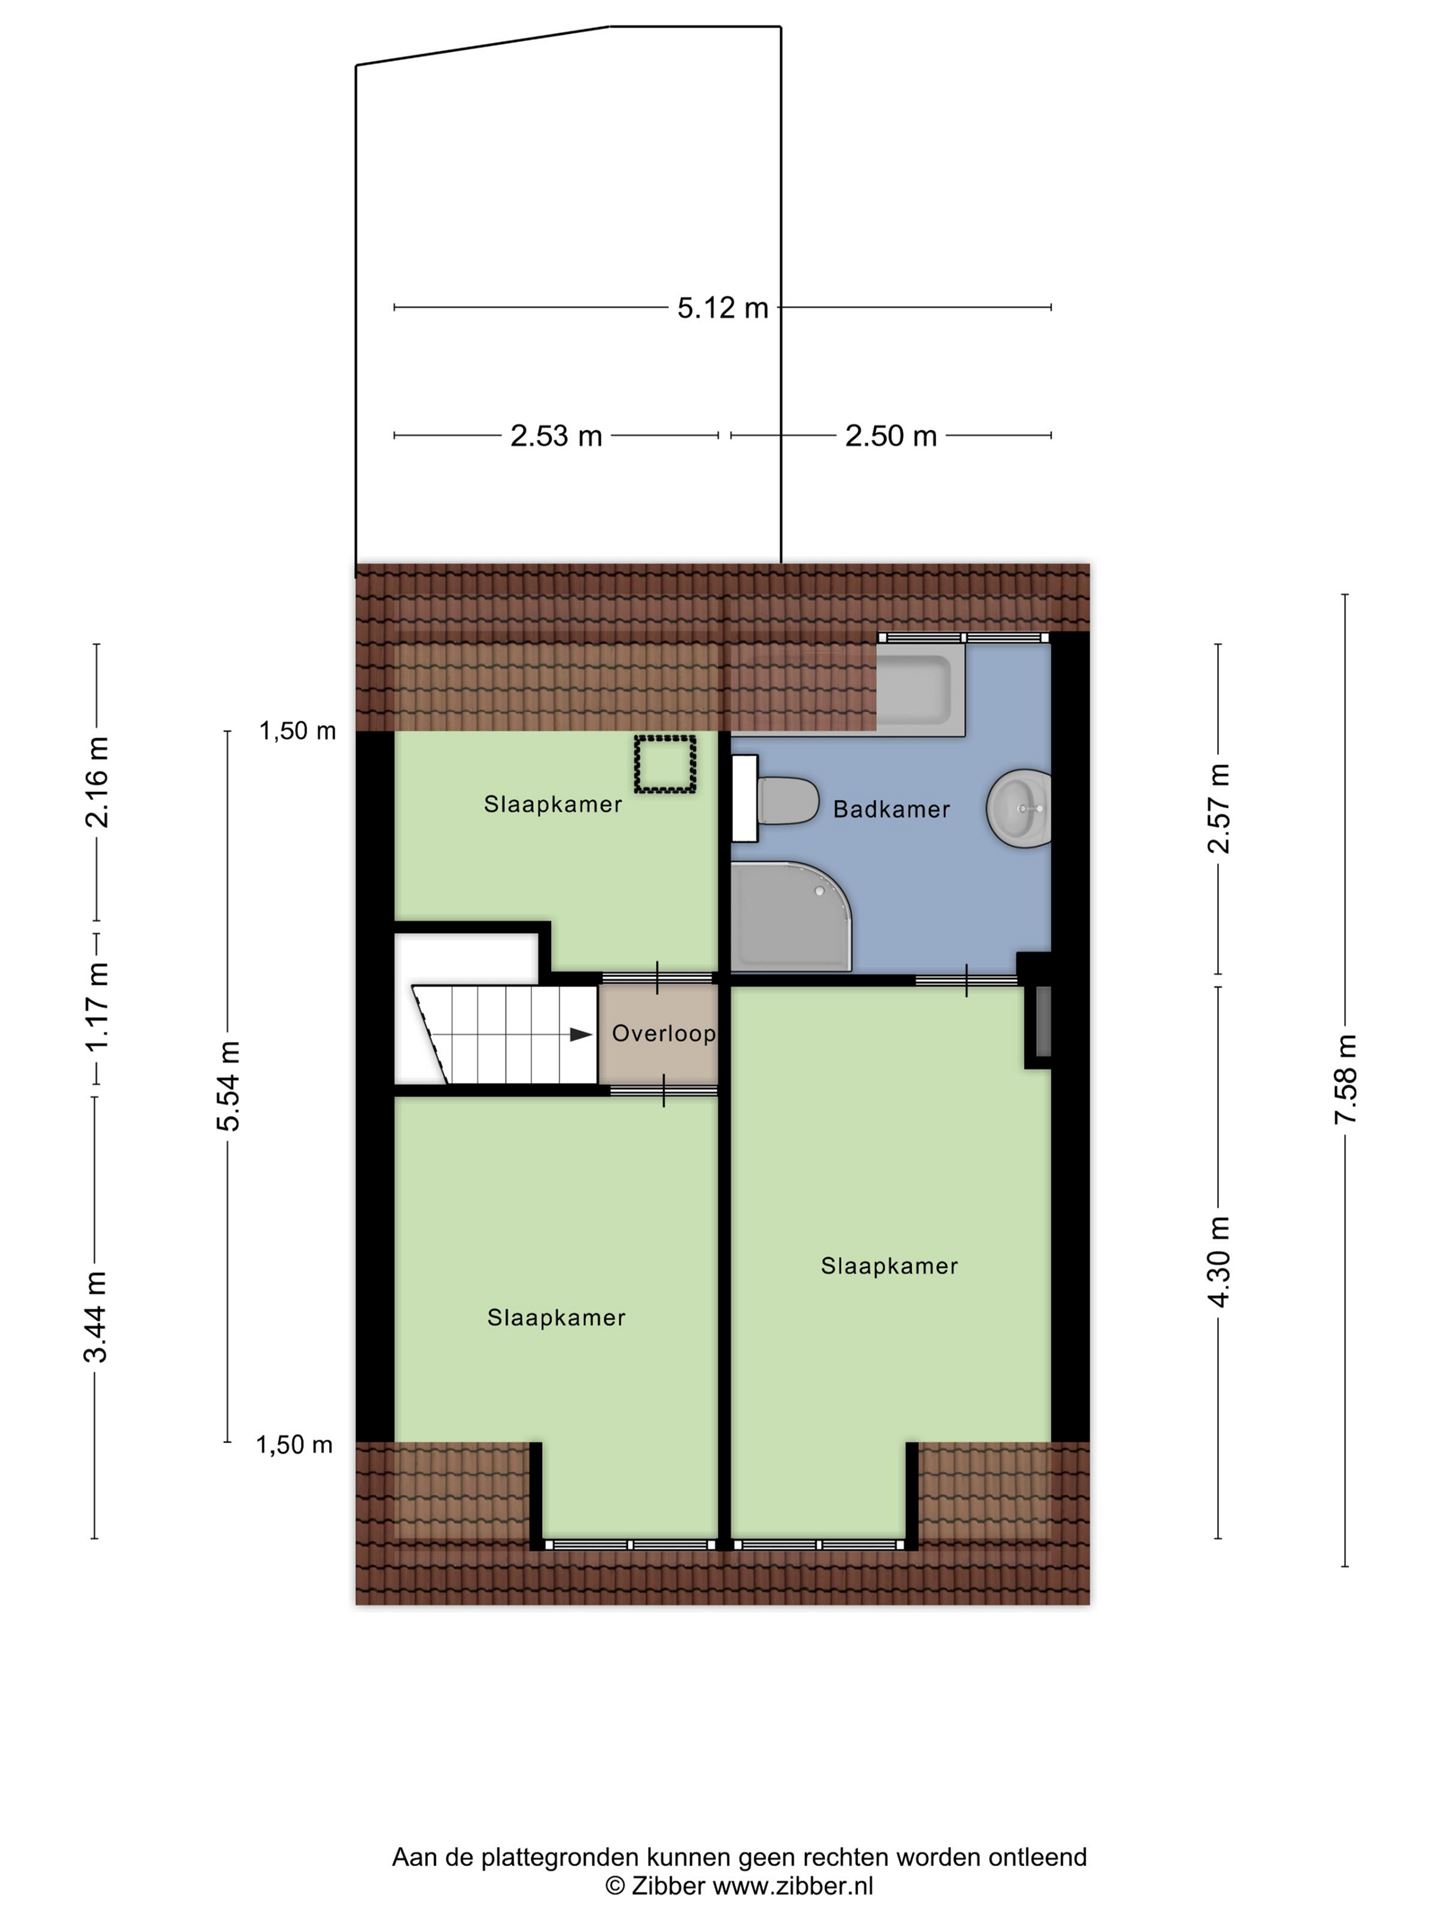 5.12 m
2.53 m
2.50 m
1,50 m
2.16 m
Slaapkamer
Badkamer
2.57 m
1.17 m
Overloop
5.54 m
7.58 m
Slaapkamer
4.30 m
Slaapkamer
3.44 m
1,50 m
Aan de plattegronden kunnen geen rechten worden ontleend
© Zibber www.zibber.nl